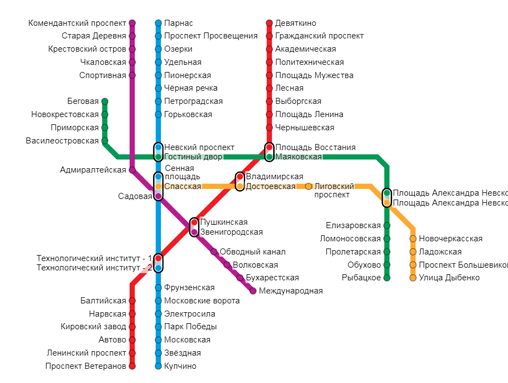 Комендантский проспект
Старая Деревня
Крестовский остров
Чкаловская
Спортивная
Беговая
Новокрестовская
Приморская
Василеостровская
Адмиралтейская
Садовая
Парнас
Проспект Просвещения
Озерки
Удельная
Пионерская
Чёрная речка
Петроградская
Горьковская
Невский проспект
Гостиный двор
Сенная
площадь
Спасская
Девяткино
Гражданский проспект
Академическая
Политехническая
Площадь Мужества
Лесная
Выборгская
Площадь Ленина
Чернышевская
Площадь Восстания
Маяковская
Владимирская
Достоевская
Лиговский
проспект
Площадь Александра Невско
Площадь Александра Невско
Пушкинская
Звенигородская
Обводный канал
Волковская
Бухарестская
Международная
Технологический институт - 1
Технологический институт - 2
Балтийская
Нарвская
Кировский завод
Автово
Ленинский проспект
Проспект Ветеранов
Фрунзенская
Московские ворота
Электросила
Парк Победы
Московская
Звёздная
Купчино
Елизаровская
Ломоносовская
Пролетарская
Обухово
Рыбацкое
Новочеркасская
Ладожская
Проспект Большевиков
Улица Дыбенко